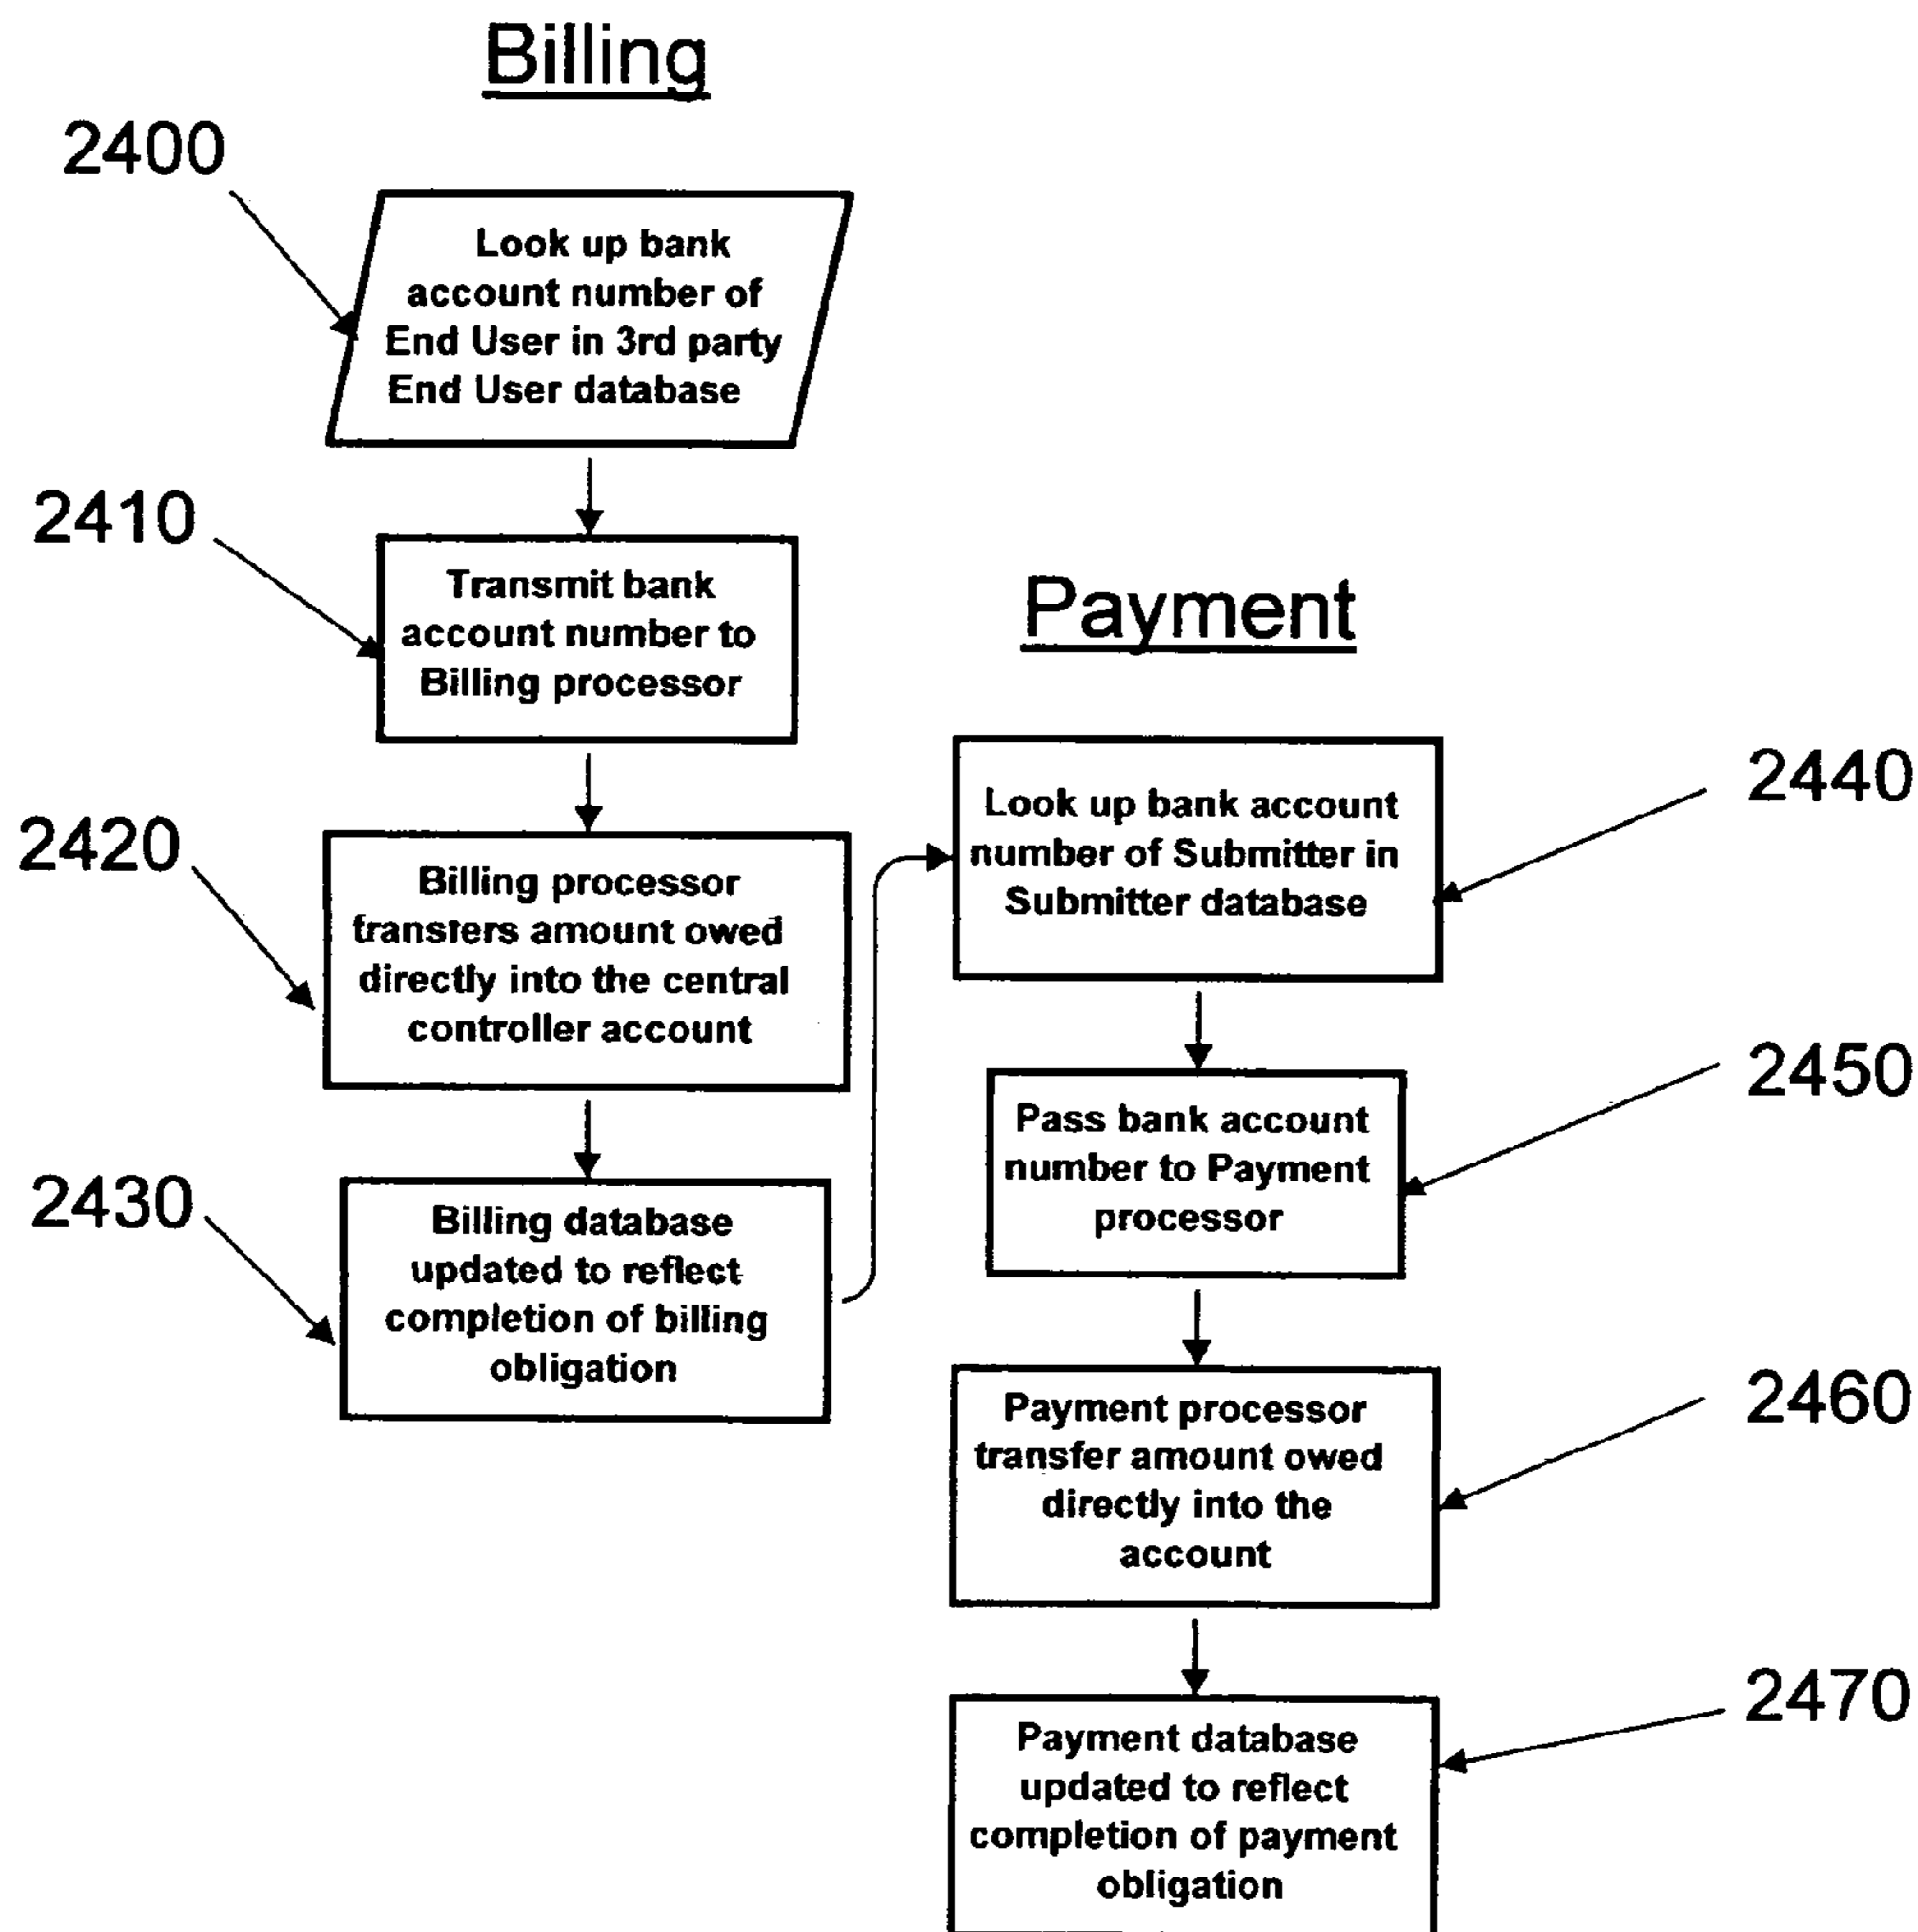 Billing
2400
Look up bank
account number of
End User in 3rd party
End User database
2410
Transmit bank
account number to
Billing processor
2420
Billing processor
transfers amount owed
directly into the central
controller account
2430
Billing database
updated to reflect
completion of billing
obligation
Payment
2440
Look up bank account
number of Submitter in
Submitter database
2450
Pass bank account
number to Payment
processor
2460
Payment processor
transfer amount owed
directly into the
account
2470
Payment database
updated to reflect
completion of payment
obligation